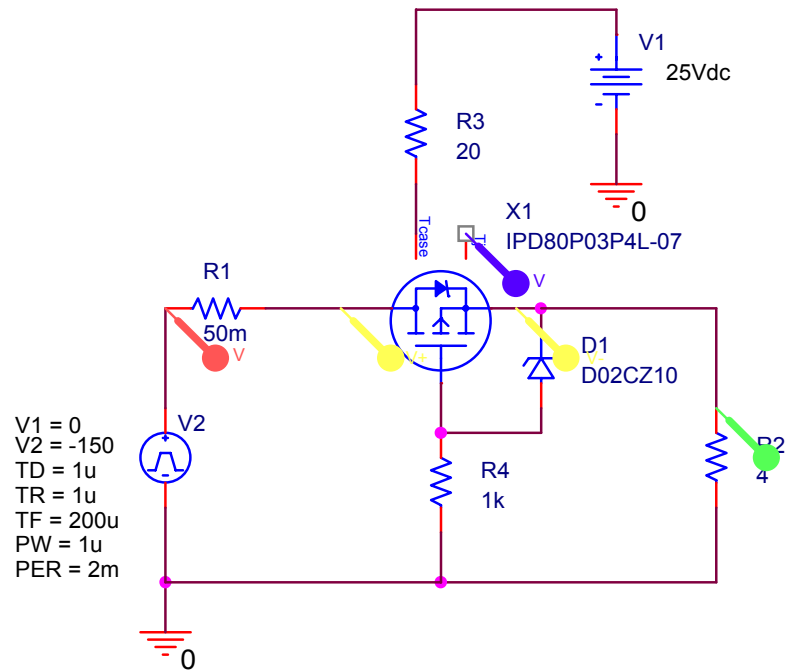 V1
25Vdc
R3
20
0
X1
IPD80P03P4L-07
Tcase
R1
50m
V
V
V+
V-
D1
D02CZ10
V1 = 0
V2 = -150
TD = 1u
TR = 1u
TF = 200u
PW = 1u
PER = 2m
V2
R4
1k
R2
4
0